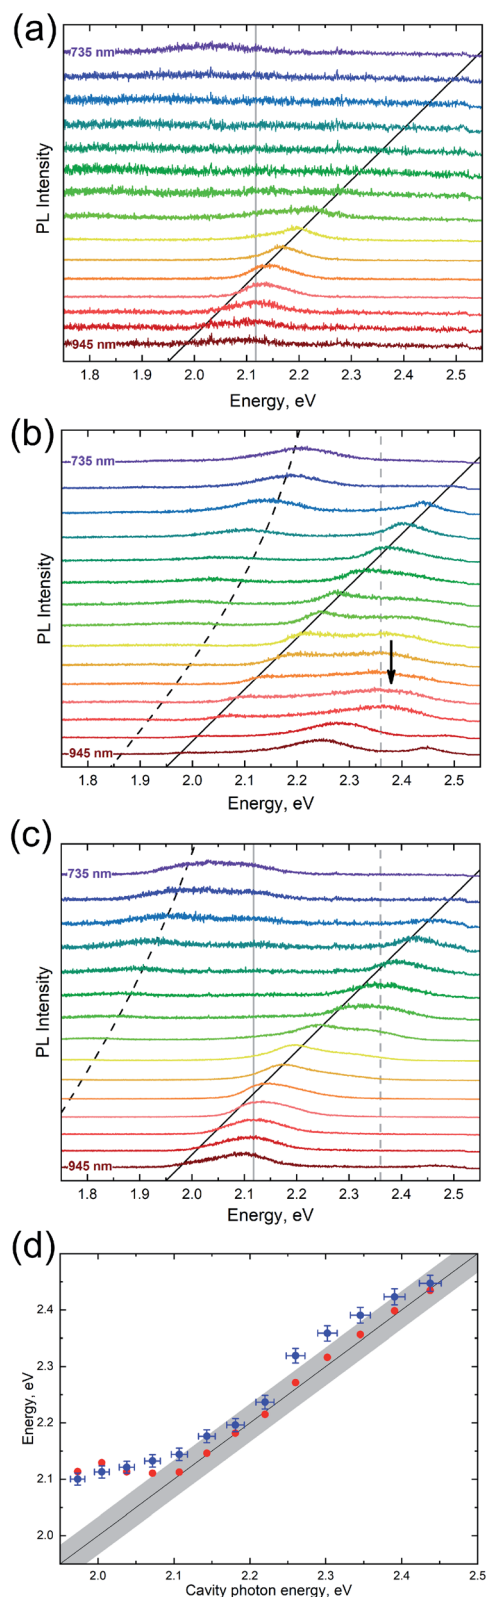 (a)
735 nm
945 nm
PL Intensity
1.8 1.9 2.0 2.1 2.2 2.3 2.4 2.5
Energy, eV
(b)
735 nm
945 nm
PL Intensity
1.8 1.9 2.0 2.1 2.2 2.3 2.4 2.5
Energy, eV
(c)
735 nm
945 nm
PL Intensity
1.8 1.9 2.0 2.1 2.2 2.3 2.4 2.5
Energy, eV
(d)
2.4
2.3
2.2
2.1
2.0
Energy, eV
2.0 2.1 2.2 2.3 2.4 2.5
Cavity photon energy, eV